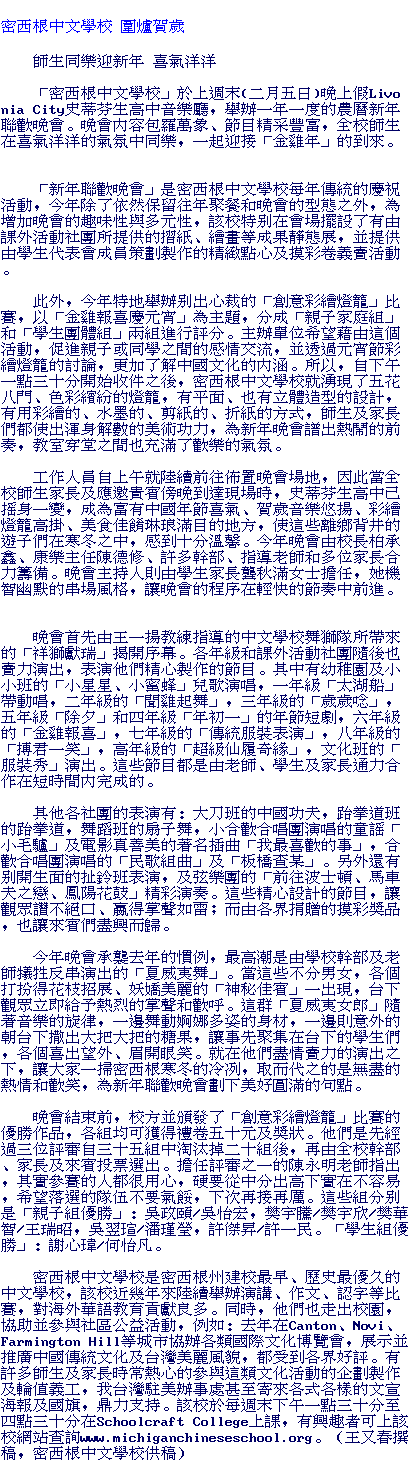 密西根中文學校 圍爐賀歲
師生同樂迎新年 喜氣洋洋
「密西根中文學校」於上週末(二月五日)晚上假Livo
nia City史蒂芬生高中音樂廳，舉辦一年一度的農曆新年
聯歡晚會。晚會內容包羅萬象、節目精采豐富，全校師生
在喜氣洋洋的氣氛中同樂，一起迎接「金雞年」的到來。
「新年聯歡晚會」是密西根中文學校每年傳統的慶祝
活動，今年除了依然保留往年聚餐和晚會的型態之外，為
增加晚會的趣味性與多元性，該校特別在會場擺設了有由
課外活動社團所提供的摺紙、繪畫等成果靜態展，並提供
由學生代表會成員策劃製作的精緻點心及摸彩卷義賣活動
。
此外，今年特地舉辦別出心裁的「創意彩繪燈籠」比
賽，以「金雞報喜慶元宵」為主題，分成「親子家庭組」
和「學生團體組」兩組進行評分。主辦單位希望藉由這個
活動，促進親子或同學之間的感情交流，並透過元宵節彩
繪燈籠的討論，更加了解中國文化的內涵。所以，自下午
一點三十分開始收件之後，密西根中文學校就湧現了五花
八門、色彩繽紛的燈籠，有平面、也有立體造型的設計，
有用彩繪的、水墨的、剪紙的、折紙的方式，師生及家長
們都使出渾身解數的美術功力，為新年晚會譜出熱鬧的前
奏，教室穿堂之間也充滿了歡樂的氣氛。
工作人員自上午就陸續前往佈置晚會場地，因此當全
校師生家長及應邀貴賓傍晚到達現場時，史蒂芬生高中已
搖身一變，成為富有中國年節喜氣、賀歲音樂悠揚、彩繪
燈籠高掛、美食佳餚琳琅滿目的地方，使這些離鄉背井的
遊子們在寒冬之中，感到十分溫馨。今年晚會由校長柏承
鑫、康樂主任陳德修、許多幹部、指導老師和多位家長合
力籌備。晚會主持人則由學生家長龔秋滿女士擔任，她機
智幽默的串場風格，讓晚會的程序在輕快的節奏中前進。
晚會首先由王一揚教練指導的中文學校舞獅隊所帶來
的「祥獅獻瑞」揭開序幕。各年級和課外活動社團隨後也
賣力演出，表演他們精心製作的節目。其中有幼稚園及小
小班的「小星星、小蜜蜂」兒歌演唱，一年級「太湖船」
帶動唱，二年級的「聞雞起舞」，三年級的「歲歲唸」，
五年級「除夕」和四年級「年初一」的年節短劇，六年級
的「金雞報喜」，七年級的「傳統服裝表演」，八年級的
「搏君一笑」，高年級的「超級仙履奇緣」，文化班的「
服裝秀」演出。這些節目都是由老師、學生及家長通力合
作在短時間內完成的。
其他各社團的表演有：大刀班的中國功夫，跆拳道班
的跆拳道，舞蹈班的扇子舞，小合歡合唱團演唱的童謠「
小毛驢」及電影真善美的著名插曲「我最喜歡的事」，合
歡合唱團演唱的「民歌組曲」及「板橋查某」。另外還有
別開生面的扯鈴班表演，及弦樂團的「前往波士頓、馬車
夫之戀、鳳陽花鼓」精彩演奏。這些精心設計的節目，讓
觀眾讚不絕口、贏得掌聲如雷；而由各界捐贈的摸彩獎品
，也讓來賓們盡興而歸。
今年晚會承襲去年的慣例，最高潮是由學校幹部及老
師犧牲反串演出的「夏威夷舞」。當這些不分男女，各個
打扮得花枝招展、妖嬌美麗的「神秘佳賓」一出現，台下
觀眾立即給予熱烈的掌聲和歡呼。這群「夏威夷女郎」隨
著音樂的旋律，一邊舞動婀娜多姿的身材，一邊則意外的
朝台下撒出大把大把的糖果，讓事先聚集在台下的學生們
，各個喜出望外、眉開眼笑。就在他們盡情賣力的演出之
下，讓大家一掃密西根寒冬的冷冽，取而代之的是無盡的
熱情和歡笑，為新年聯歡晚會劃下美好圓滿的句點。
晚會結束前，校方並頒發了「創意彩繪燈籠」比賽的
優勝作品，各組均可獲得禮卷五十元及獎狀。他們是先經
過三位評審自三十五組中淘汰掉二十組後，再由全校幹部
、家長及來賓投票選出。擔任評審之一的陳永明老師指出
，其實參賽的人都很用心，硬要從中分出高下實在不容易
，希望落選的隊伍不要氣餒，下次再接再厲。這些組分別
是「親子組優勝」：吳政頤/吳怡宏，樊宇騰/樊宇欣/樊華
智/王瑞昭，吳翌瑄/潘瑾瑩，許傑昇/許一民。「學生組優
勝」：謝心瑋/何怡凡。
密西根中文學校是密西根州建校最早、歷史最優久的
中文學校，該校近幾年來陸續舉辦演講、作文、認字等比
賽，對海外華語教育貢獻良多。同時，他們也走出校園，
協助並參與社區公益活動，例如：去年在Canton、Novi、
Farmington Hill等城市協辦各類國際文化博覽會，展示並
推廣中國傳統文化及台灣美麗風貌，都受到各界好評。有
許多師生及家長時常熱心的參與這類文化活動的企劃製作
及輪值義工，我台灣駐美辦事處甚至寄來各式各樣的文宣
海報及國旗，鼎力支持。該校於每週末下午一點三十分至
四點三十分在Schoolcraft College上課，有興趣者可上該
校網站查詢www.michiganchineseschool.org。(王又春撰
稿，密西根中文學校供稿)